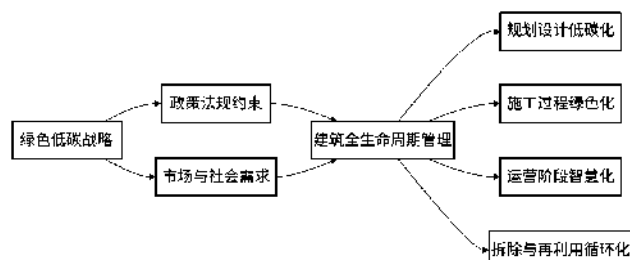 绿色低碳战略
政策法规约束
市场与社会需求
建筑全生命周期管理
规划设计低碳化
施工过程绿色化
运营阶段智慧化
拆除与再利用循环化